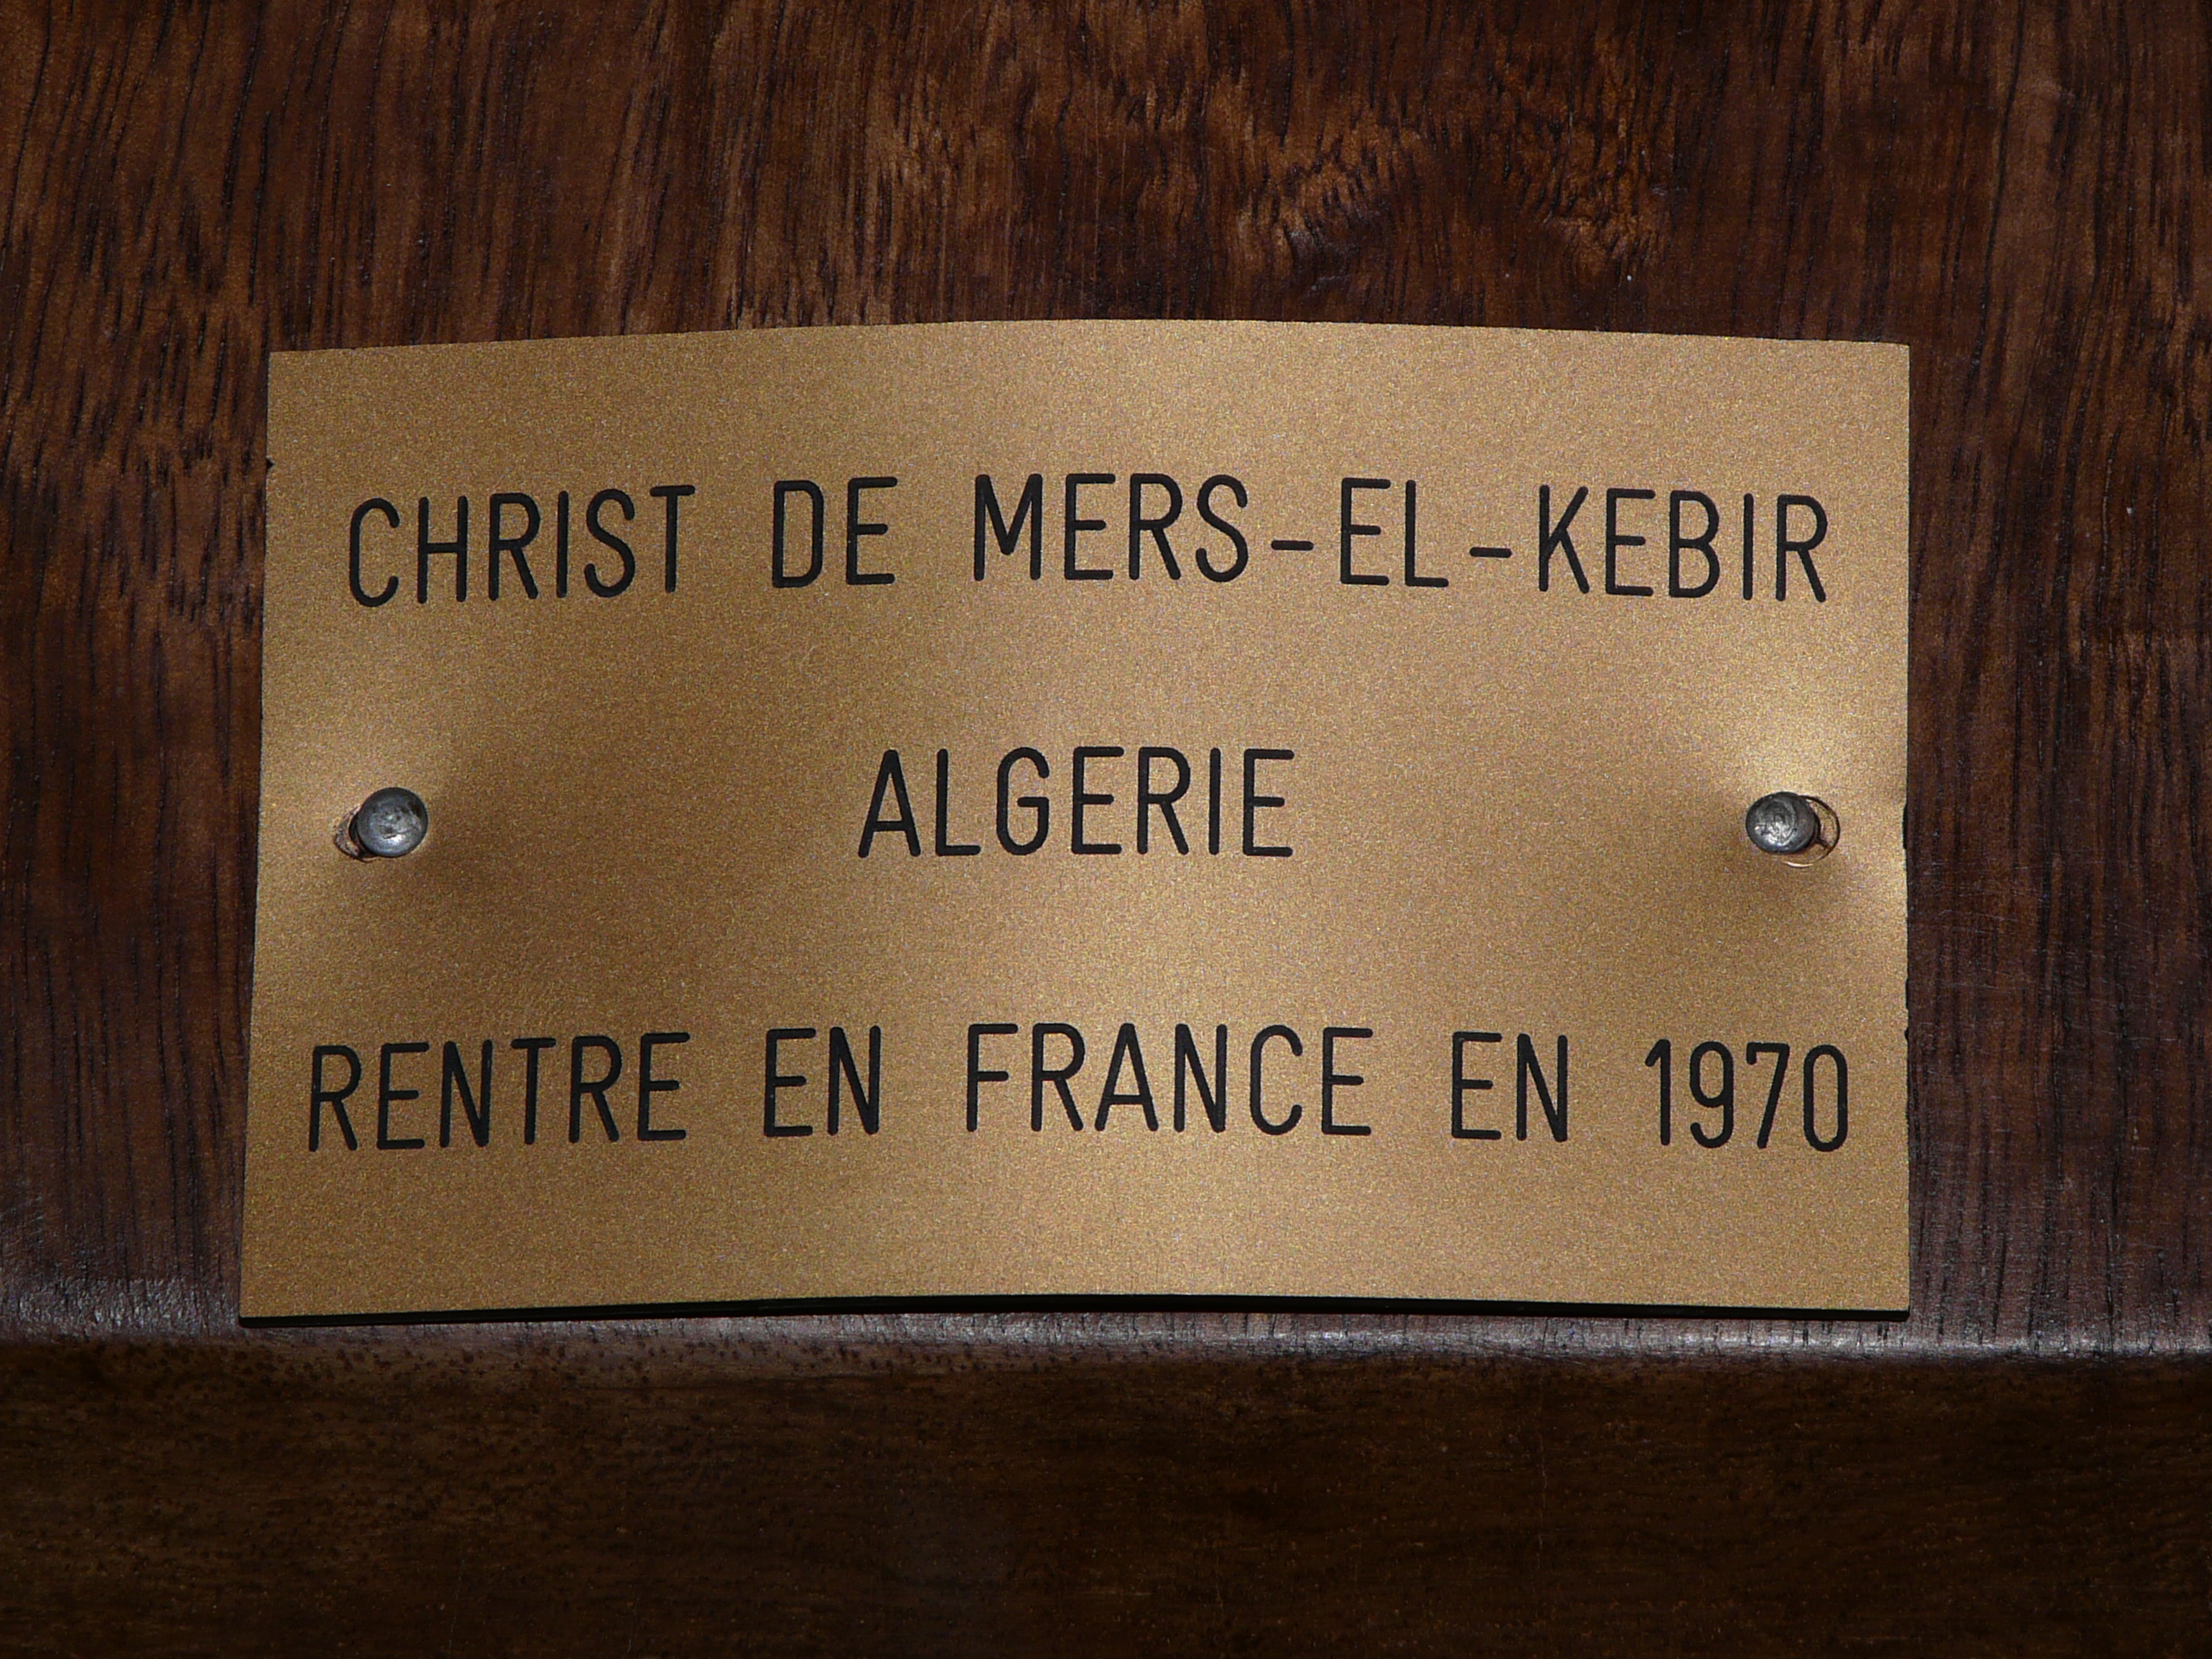 CHRIST DE MERS-EL-KEBIR
ALGERIE
RENTRE EN FRANCE EN 1970